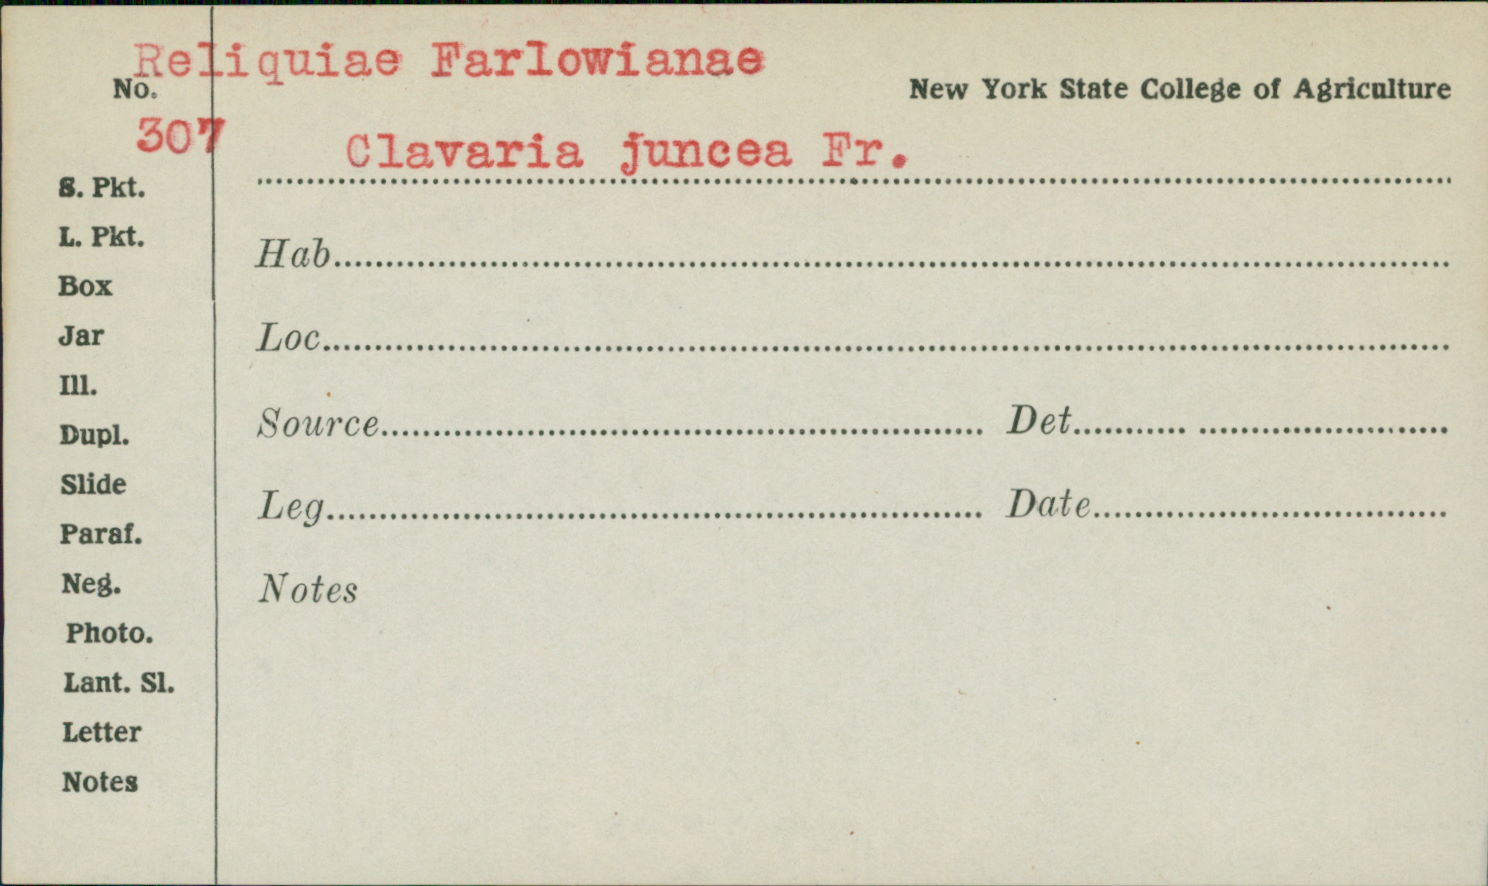 Reliquiae Farlowianae
No.
New York State College of Agriculture
307
Clavaria juncea Fr.
S. Pkt.
L. Pkt.
Hab
Box
Loc
Jar
Ill.
Source Det
Dupl.
Slide
Leg Date
Paraf.
Neg.
Notes
Photo.
Lant. Sl.
Letter
Notes